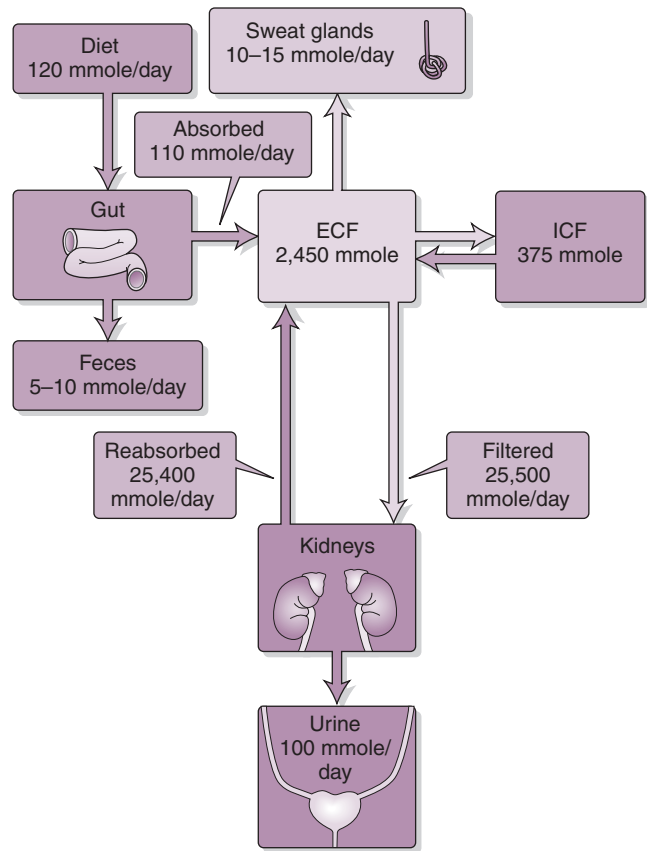 Diet
120 mmole/day
Sweat glands
10–15 mmole/day
Absorbed
110 mmole/day
Gut
ECF
2,450 mmole
ICF
375 mmole
Feces
5–10 mmole/day
Reabsorbed
25,400
mmole/day
Filtered
25,500
mmole/day
Kidneys
Urine
100 mmole/
day